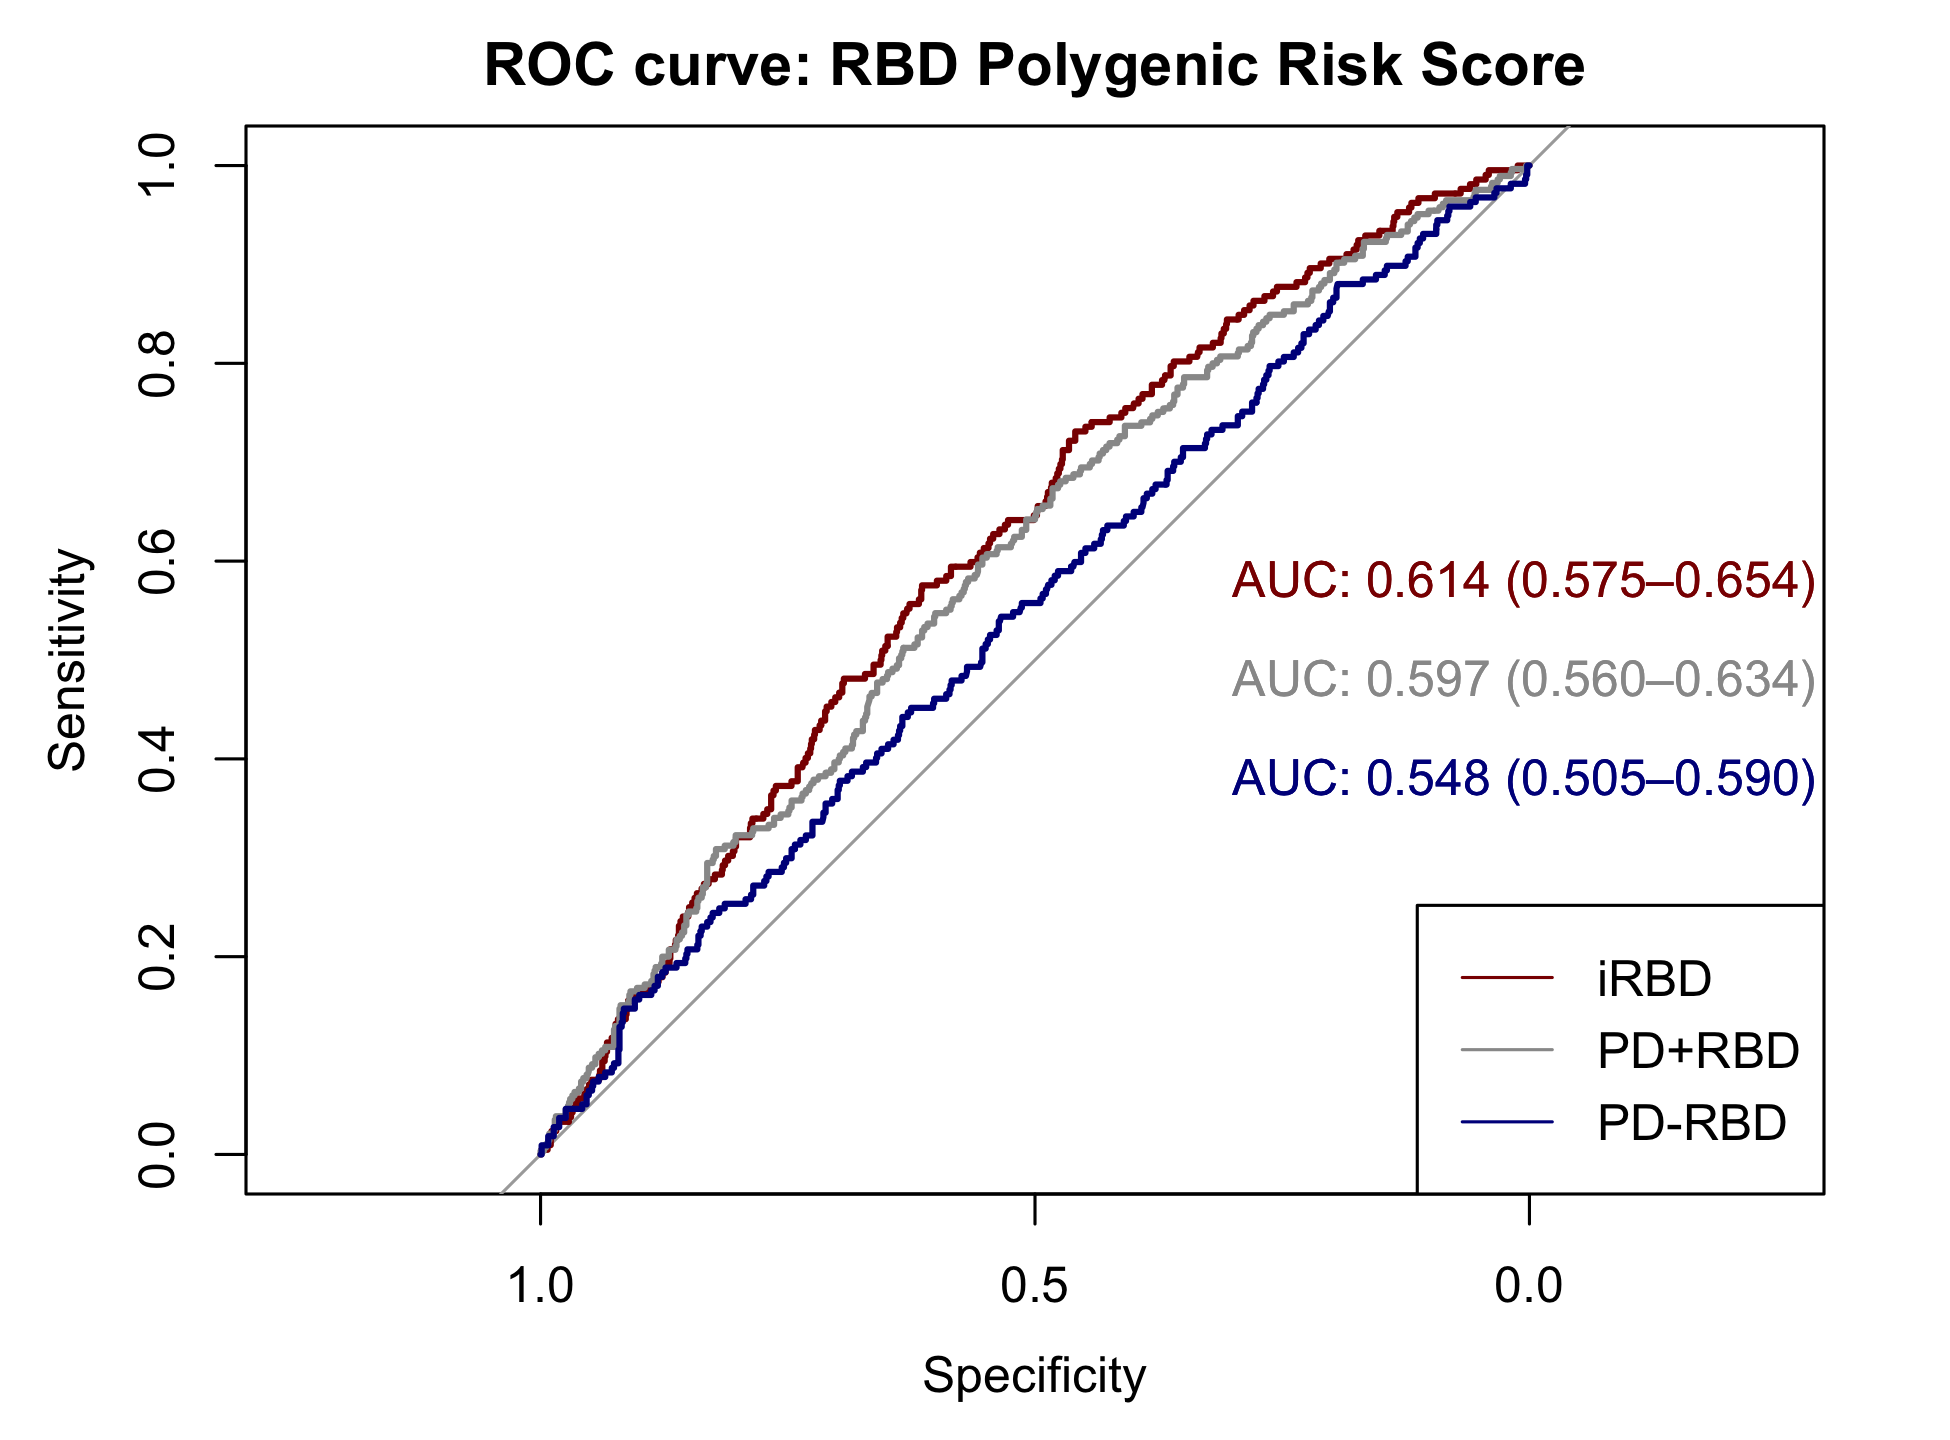 ROC curve: RBD Polygenic Risk Score
Sensitivity
1.0
0.8
0.6
0.4
0.2
0.0
AUC: 0.614 (0.575–0.654)
AUC: 0.597 (0.560–0.634)
AUC: 0.548 (0.505–0.590)
iRBD
PD+RBD
PD-RBD
1.0 0.5 0.0
Specificity